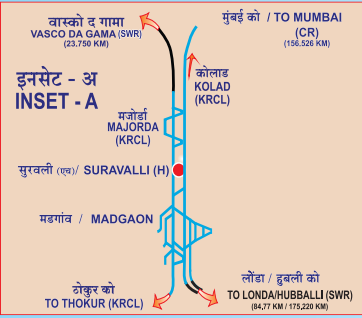 वास्को द गामा
VASCO DA GAMA (SWR)
(23.750 KM)
मुंबई को / TO MUMBAI
(CR)
(156.526 KM)
इनसेट - अ
INSET - A
कोलाड
KOLAD
(KRCL)
मजोर्डा
MAJORDA
(KRCL)
सुरवली (एच)/ SURAVALLI (H)
मडगांव / MADGAON
ठोकुर को
TO THOKUR (KRCL)
लोंडा / हुबली को
TO LONDA/HUBBALLI (SWR)
(84,77 KM / 175,220 KM)